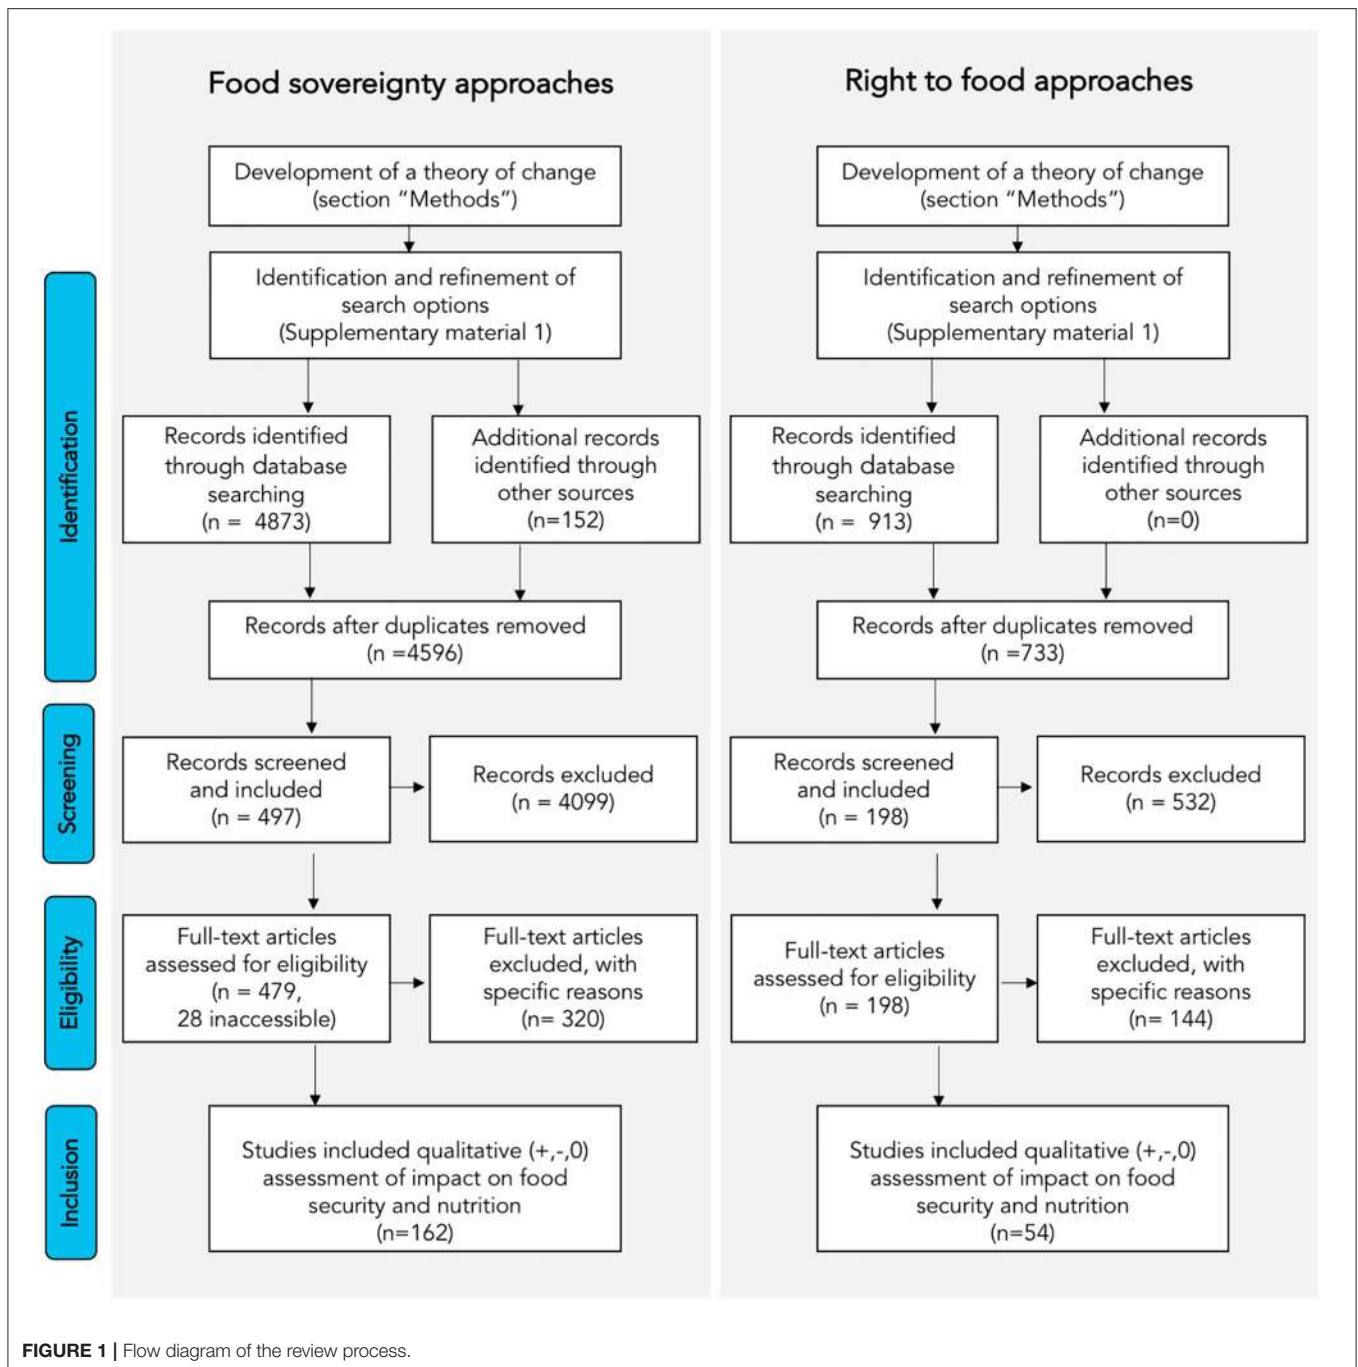 Food sovereignty approaches
Development of a theory of change
(section “Methods”)
Identification and refinement of
search options
(Supplementary material 1)
Records identified
through database
searching
(n = 4873)
Additional records
identified through
other sources
(n=152)
Records after duplicates removed
(n =4596)
Records screened
and included
(n = 497)
Records excluded
(n = 4099)
Full-text articles
assessed for eligibility
(n = 479,
28 inaccessible)
Full-text articles
excluded, with
specific reasons
(n= 320)
Studies included qualitative (+,-,0)
assessment of impact on food
security and nutrition
(n=162)
Right to food approaches
Development of a theory of change
(section “Methods”)
Identification and refinement of
search options
(Supplementary material 1)
Records identified
through database
searching
(n = 913)
Additional records
identified through
other sources
(n=0)
Records after duplicates removed
(n =733)
Records screened
and included
(n = 198)
Records excluded
(n = 532)
Full-text articles
assessed for eligibility
(n = 198)
Full-text articles
excluded, with
specific reasons
(n= 144)
Studies included qualitative (+,-,0)
assessment of impact on food
security and nutrition
(n=54)
Identification
Screening
Eligibility
Inclusion
FIGURE 1 | Flow diagram of the review process.